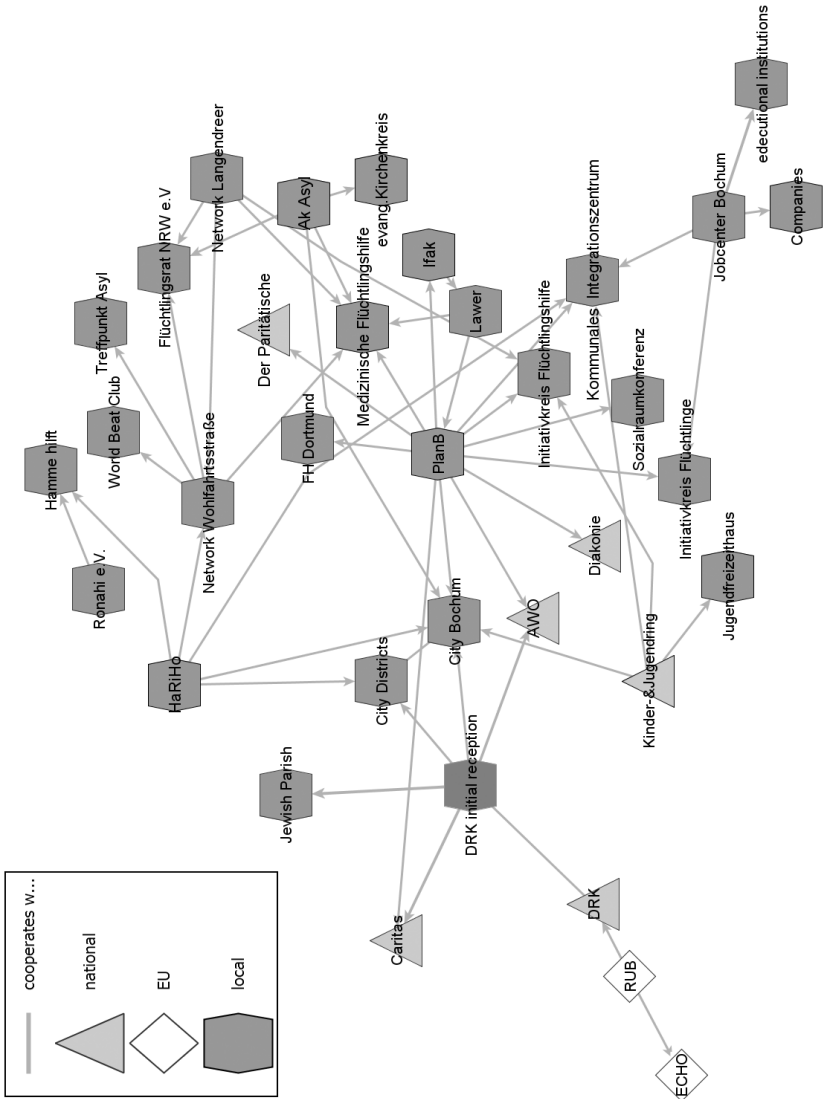 cooperates w...
national
EU
local
edecutional institutions
Companies
Jobcenter Bochum
Network Langendreer
Ak Asyl
evang.Kirchenkreis
Flüchtlingsrat NRW e.V
Treffpunkt Asyl
Der Paritätische
Medizinische Flüchtlingshilfe
Ifak
Lawer
Kommunales Integrationszentrum
Initiativkreis Flüchtlingshilfe
Sozialraumkonferenz
World Beat Club
Hamme hilft
Network Wohlfahrtsstraße
FH Dortmund
PlanB
Initiativkreis Flüchtlinge
Ronahi e.V.
Diakonie
Jugendfreizeithaus
City Bochum
AWO
HaRiHo
City Districts
Kinder-&Jugendring
Jewish Parish
DRK initial reception
Caritas
DRK
RUB
ECHO